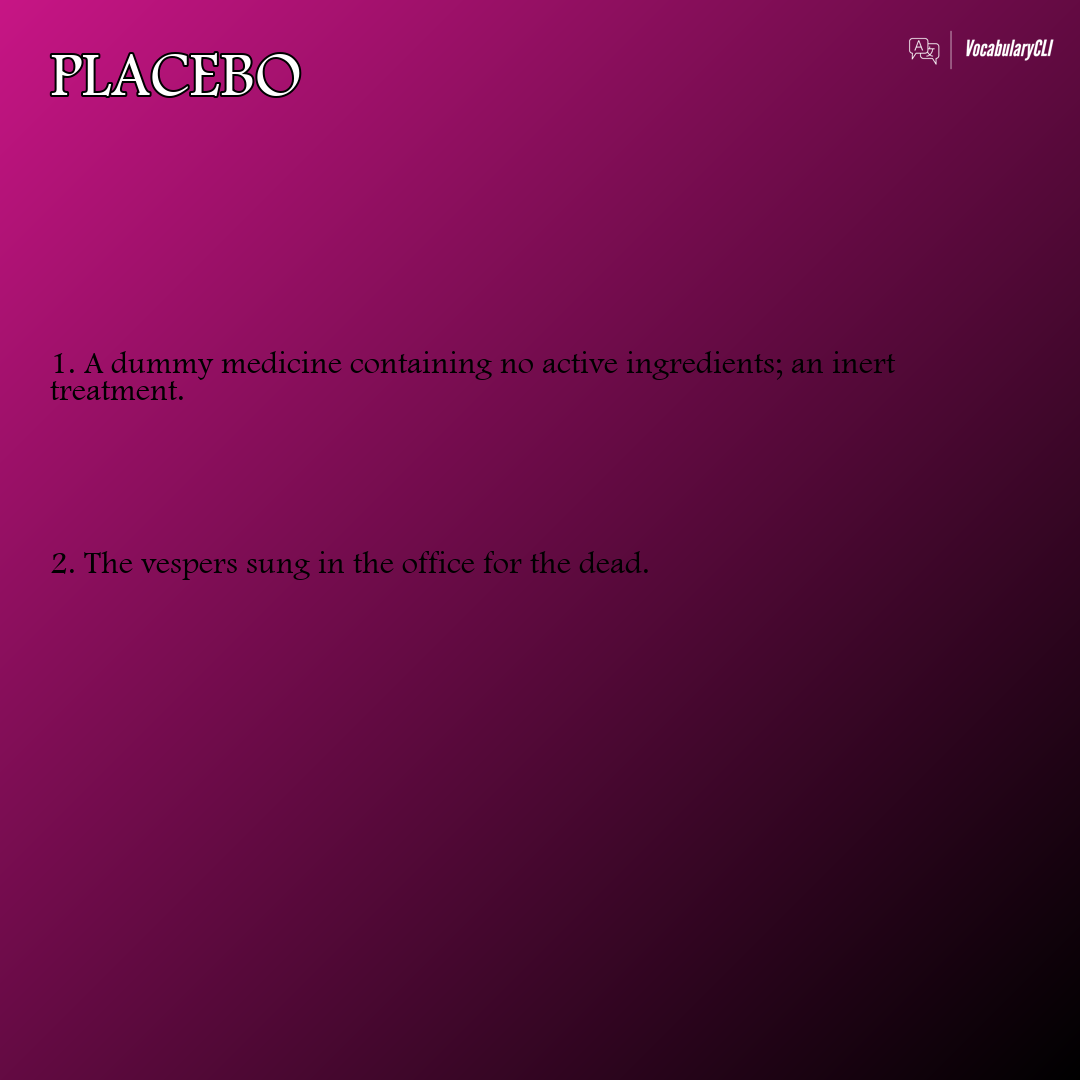 PLACEBO
VocabularyCLI
1. A dummy medicine containing no active ingredients; an inert
treatment.
2. The vespers sung in the office for the dead.